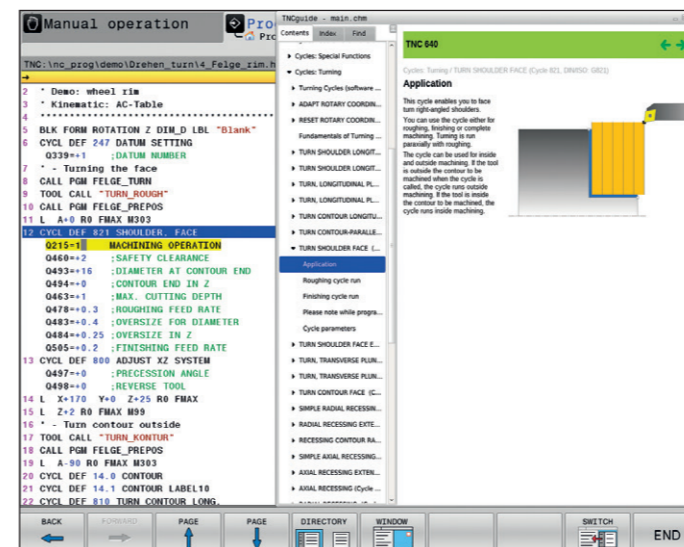 Manual operation
Pro
Pro
TNC:\nc_prog\demo\Drehen_turn\4_Felge_rim.h
2 * Demo: wheel rim
3 * Kinematic: AC-Table
4 ****************************************
5 BLK FORM ROTATION Z DIM_D LBL "Blank"
6 CYCL DEF 247 DATUM SETTING
Q339=+1 ;DATUM NUMBER
7 * - Turning the face
8 CALL PGM FELGE_TURN
9 TOOL CALL "TURN_ROUGH"
10 CALL PGM FELGE_PREPOS
11 L A+0 R0 FMAX M303
12 CYCL DEF 821 SHOULDER, FACE
Q215=1 MACHINING OPERATION
Q460=+2 ;SAFETY CLEARANCE
Q493=+16 ;DIAMETER AT CONTOUR END
Q494=+0 ;CONTOUR END IN Z
Q463=+1 ;MAX. CUTTING DEPTH
Q478=+0.3 ;ROUGHING FEED RATE
Q483=+0.4 ;OVERSIZE FOR DIAMETER
Q484=+0.25 ;OVERSIZE IN Z
Q505=+0.2 ;FINISHING FEED RATE
13 CYCL DEF 800 ADJUST XZ SYSTEM
Q497=+0 ;PRECESSION ANGLE
Q498=+0 ;REVERSE TOOL
14 L X+170 Y+0 Z+25 R0 FMAX
15 L Z+2 R0 FMAX M99
16 * - Turn contour outside
17 TOOL CALL "TURN_KONTUR"
18 CALL PGM FELGE_PREPOS
19 L A-90 R0 FMAX M303
20 CYCL DEF 14.0 CONTOUR
21 CYCL DEF 14.1 CONTOUR LABEL10
22 CYCL DEF 810 TURN CONTOUR LONG.
TNCguide - main.chm
Contents Index Find
Cycles: Special Functions
Cycles: Turning
Turning Cycles (software ...
ADAPT ROTARY COORDIN...
RESET ROTARY COORDIN...
Fundamentals of Turning ...
TURN SHOULDER LONGIT...
TURN SHOULDER LONGIT...
TURN, LONGITUDINAL PL...
TURN, LONGITUDINAL PL...
TURN CONTOUR LONGITU...
TURN CONTOUR-PARALLE...
TURN SHOULDER FACE (...
Application
Roughing cycle run
Finishing cycle run
Please note while progra...
Cycle parameters
TURN SHOULDER FACE E...
TURN, TRANSVERSE PLUN...
TURN, TRANSVERSE PLUN...
TURN CONTOUR FACE (C...
SIMPLE RADIAL RECESSIN...
RADIAL RECESSING EXTE...
RECESSING CONTOUR RA...
SIMPLE AXIAL RECESSING...
AXIAL RECESSING EXTEN...
AXIAL RECESSING (Cycle ...
TNC 640
Cycles: Turning / TURN SHOULDER FACE (Cycle 821, DIN/ISO: G821)
Application
This cycle enables you to face
turn right-angled shoulders.
You can use the cycle either for
roughing, finishing or complete
machining. Turning is run
paraxially with roughing.
The cycle can be used for inside
and outside machining. If the tool
is outside the contour to be
machined when the cycle is
called, the cycle runs outside
machining. If the tool is inside
the contour to be machined, the
cycle runs inside machining.
BACK FORWARD PAGE PAGE DIRECTORY WINDOW SWITCH END